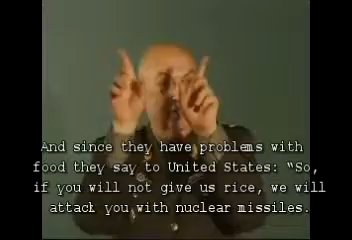 And since they have problems with
food they say to United States: “So,
if you will not give us rice, we will
attack you with nuclear missiles.